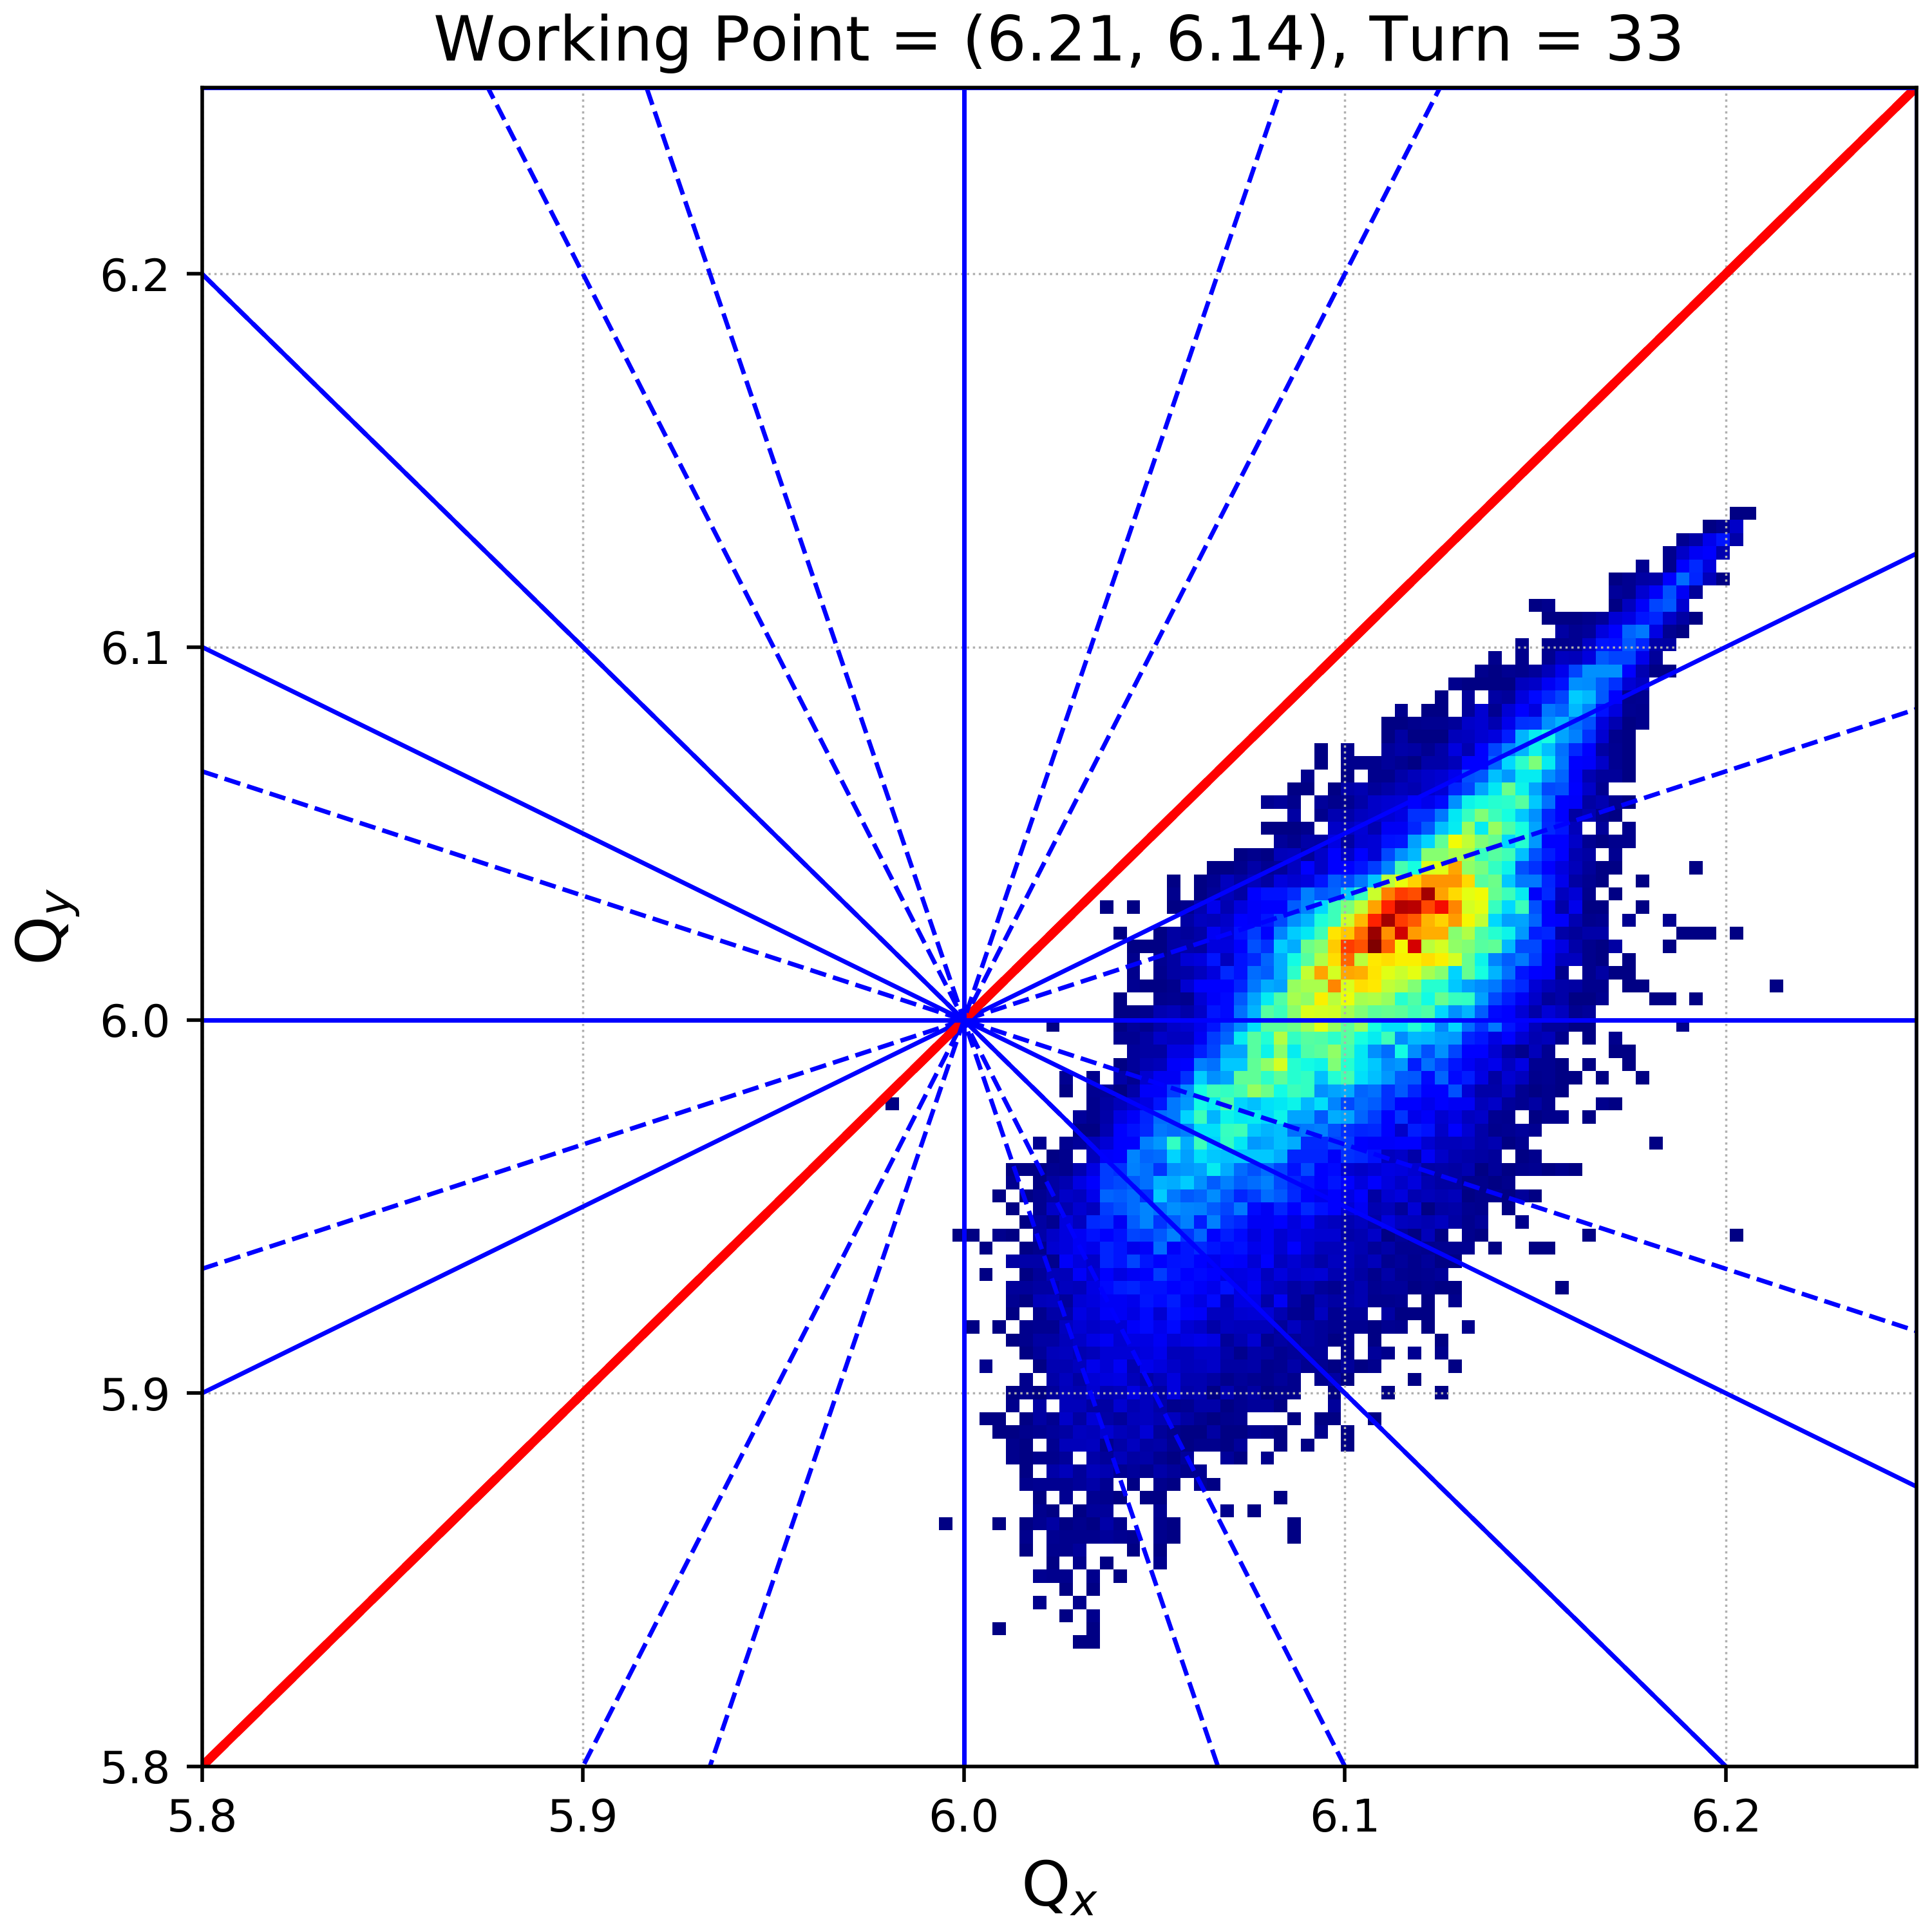 Working Point = (6.21, 6.14), Turn = 33
6.2
6.1
6.0
5.9
5.8
Qy
5.8 5.9 6.0 6.1 6.2
Qx